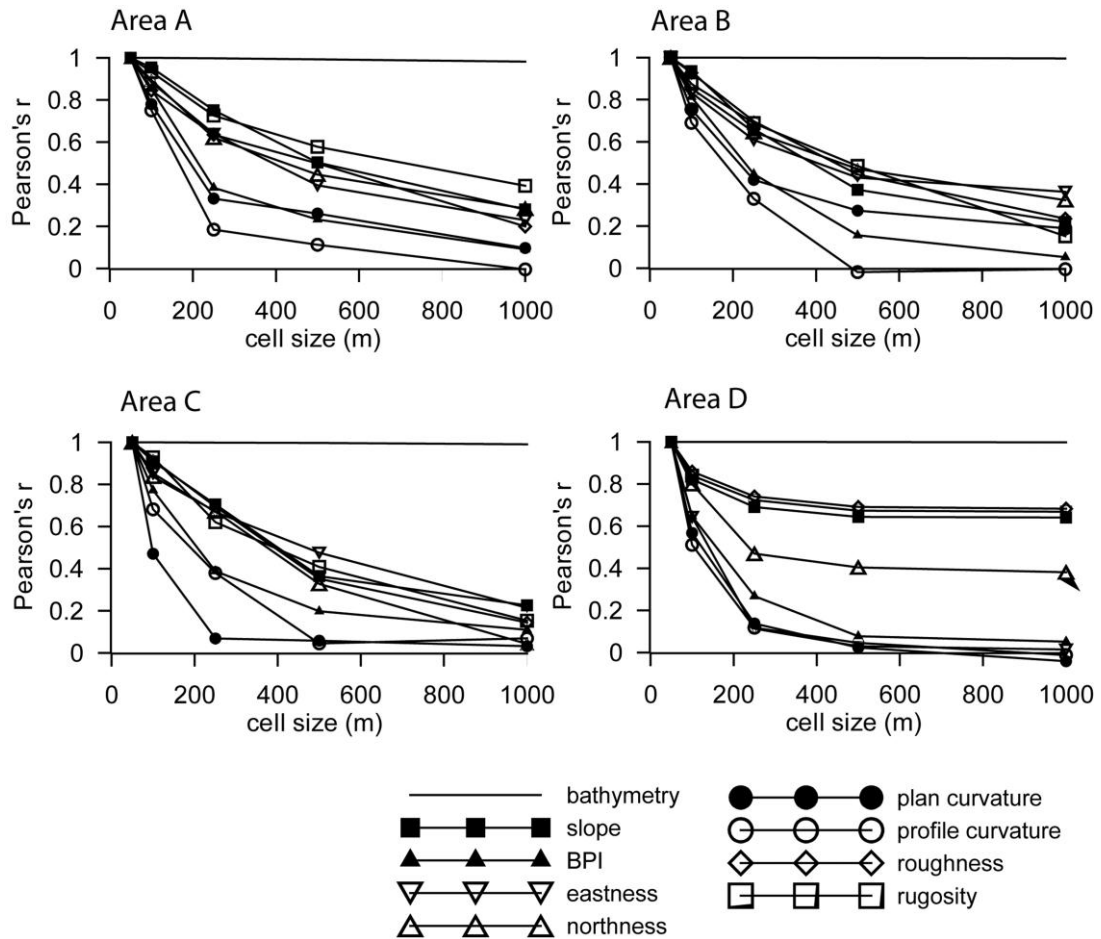 Area A
Pearson's r
1
0.8
0.6
0.4
0.2
0
0 200 400 600 800 1000
cell size (m)
Area B
Pearson's r
1
0.8
0.6
0.4
0.2
0
0 200 400 600 800 1000
cell size (m)
Area C
Pearson's r
1
0.8
0.6
0.4
0.2
0
0 200 400 600 800 1000
cell size (m)
Area D
Pearson's r
1
0.8
0.6
0.4
0.2
0
0 200 400 600 800 1000
cell size (m)
bathymetry
slope
BPI
eastness
northness
plan curvature
profile curvature
roughness
rugosity